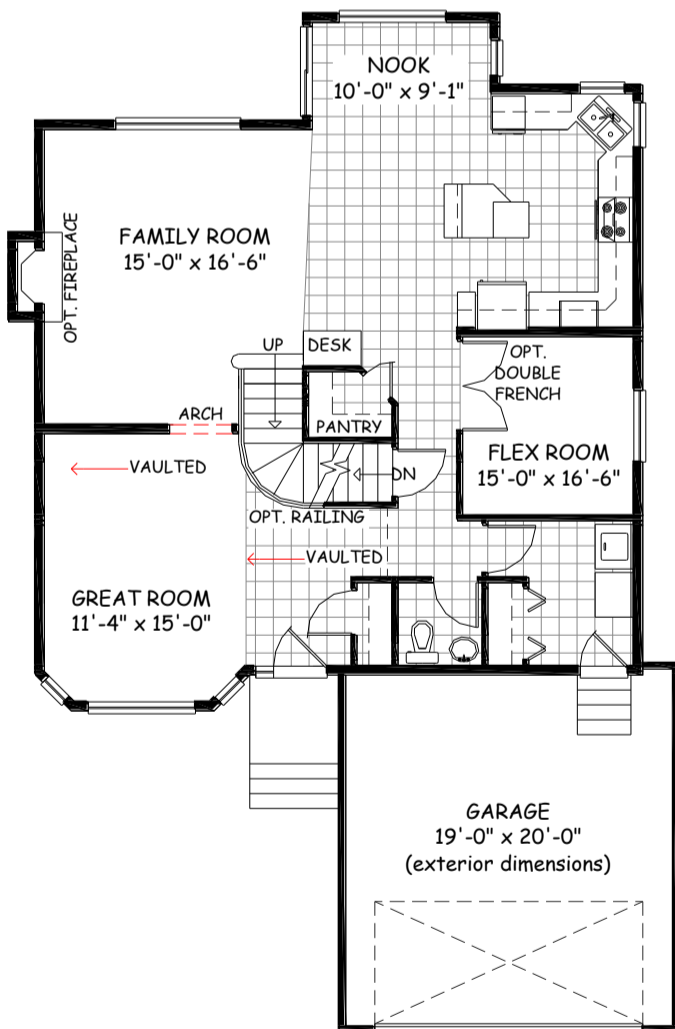 NOOK
10'-0" x 9'-1"
OPT. FIREPLACE
FAMILY ROOM
15'-0" x 16'-6"
UP
DESK
OPT.
DOUBLE
FRENCH
ARCH
PANTRY
VAULTED
FLEX ROOM
15'-0" x 16'-6"
DN
OPT. RAILING
VAULTED
GREAT ROOM
11'-4" x 15'-0"
GARAGE
19'-0" x 20'-0"
(exterior dimensions)